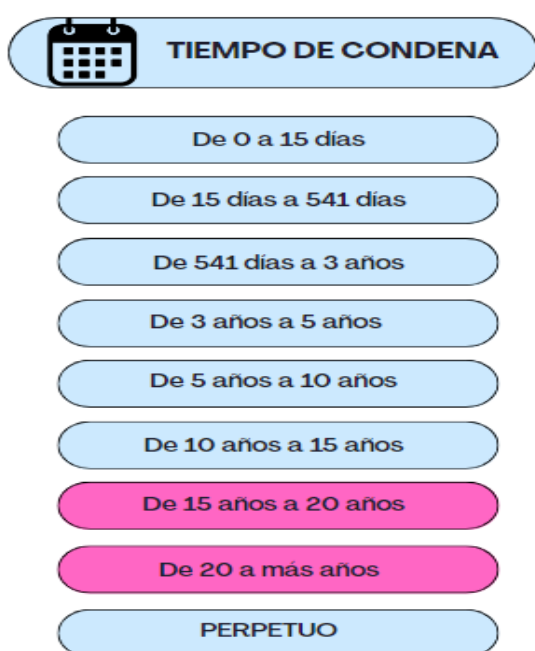 TIEMPO DE CONDENA
De 0 a 15 días
De 15 días a 541 días
De 541 días a 3 años
De 3 años a 5 años
De 5 años a 10 años
De 10 años a 15 años
De 15 años a 20 años
De 20 a más años
PERPETUO